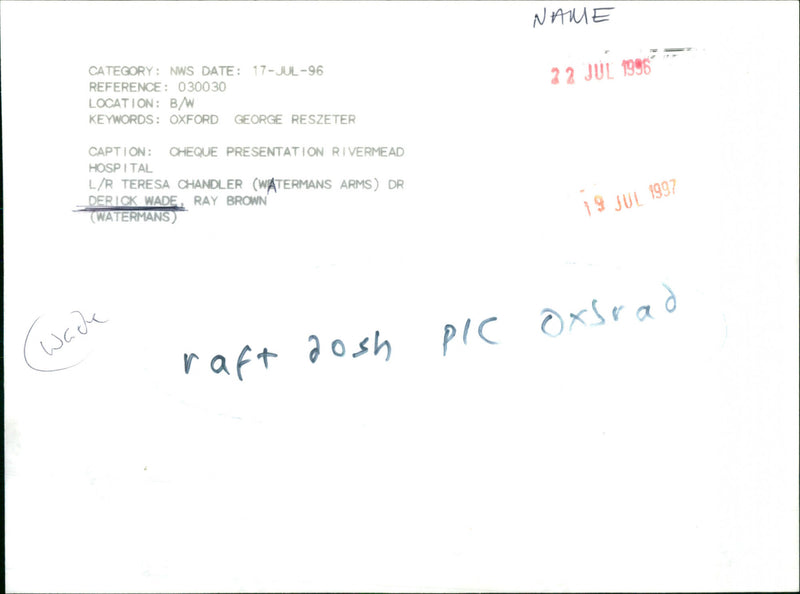 NAME
CATEGORY: NWS DATE: 17-JUL-96
22 JUL 1996
REFERENCE: 030030
LOCATION: B/W
KEYWORDS: OXFORD GEORGE RESZETER
CAPTION: CHEQUE PRESENTATION RIVERMEAD
HOSPITAL
L/R TERESA CHANDLER (WATERMANS ARMS) DR
DERICK WADE, RAY BROWN
(WATERMANS)
19 JUL 1997
Wade
raft dosh PIC Oxsrad